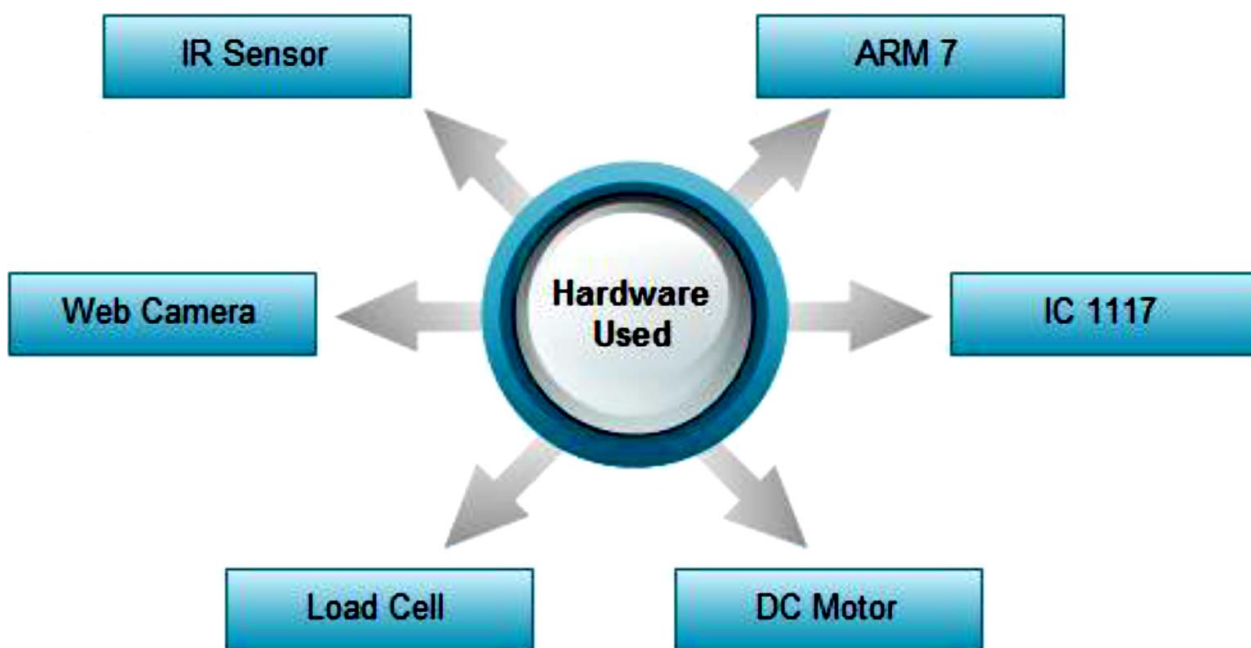 IR Sensor
ARM 7
Web Camera
Hardware
Used
IC 1117
Load Cell
DC Motor